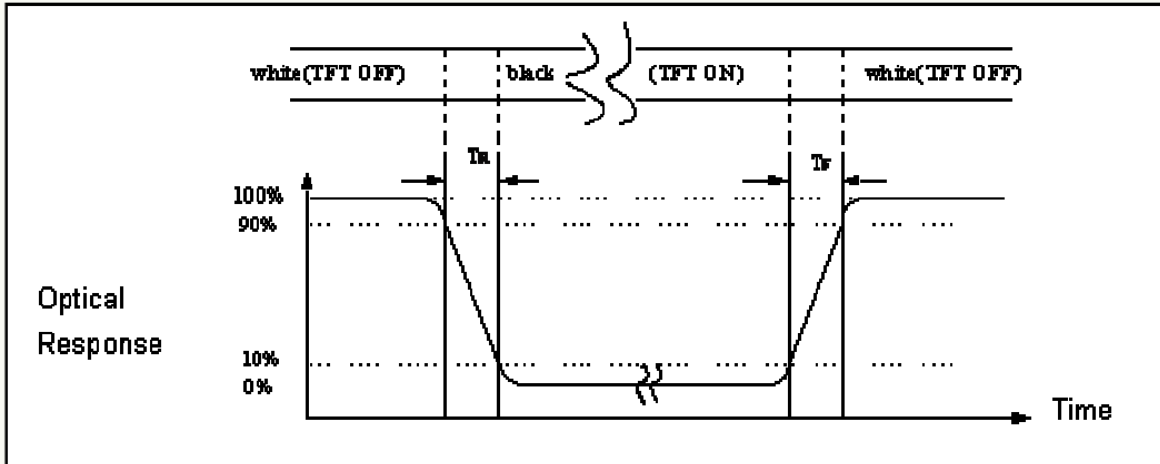 white(TFT OFF) black (TFT ON) white(TFT OFF)
TR TF
100%
90%
Optical
Response
10%
0%
Time